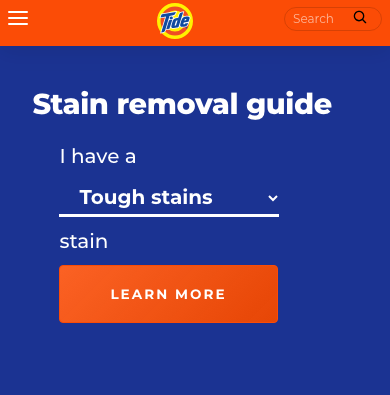 Tide
Search
Stain removal guide
I have a
Tough stains
stain
LEARN MORE